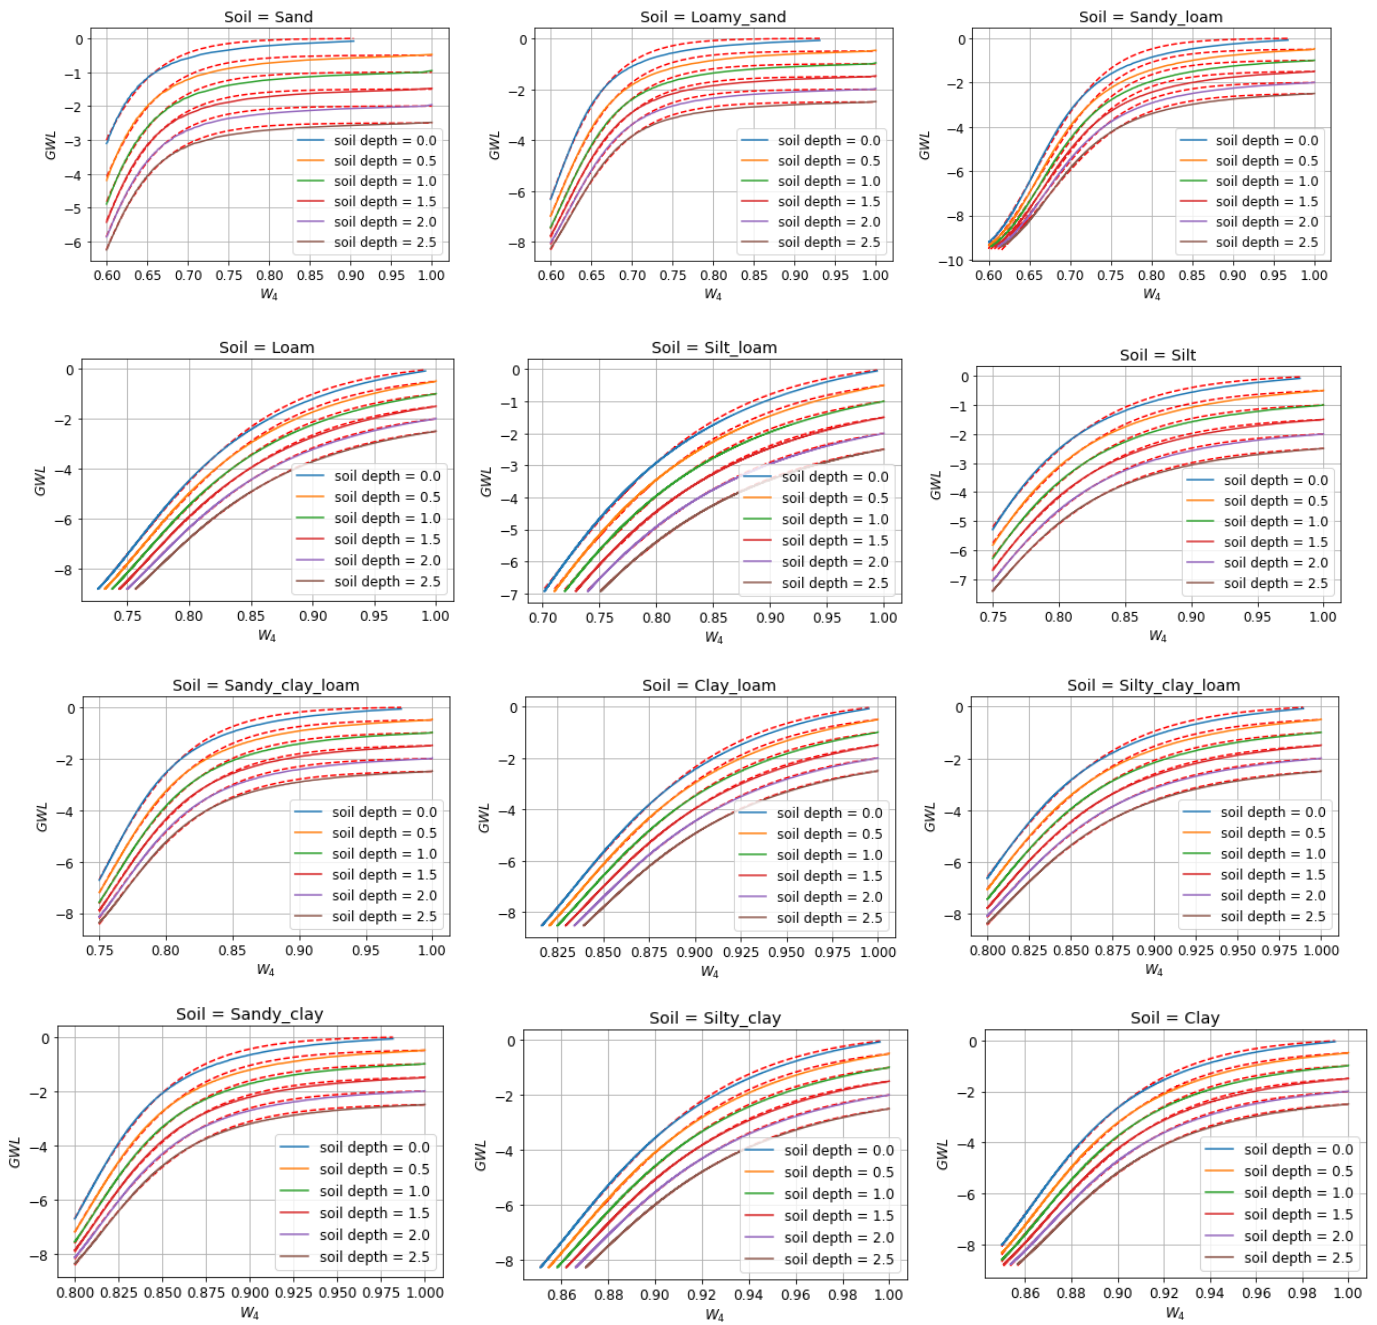 Soil = Sand
0
−1
−2
−3
−4
−5
−6
GWL
0.60 0.65 0.70 0.75 0.80 0.85 0.90 0.95 1.00
W4
soil depth = 0.0
soil depth = 0.5
soil depth = 1.0
soil depth = 1.5
soil depth = 2.0
soil depth = 2.5
Soil = Loamy_sand
0
−2
−4
−6
−8
GWL
0.60 0.65 0.70 0.75 0.80 0.85 0.90 0.95 1.00
W4
soil depth = 0.0
soil depth = 0.5
soil depth = 1.0
soil depth = 1.5
soil depth = 2.0
soil depth = 2.5
Soil = Sandy_loam
0
−2
−4
−6
−8
−10
GWL
0.60 0.65 0.70 0.75 0.80 0.85 0.90 0.95 1.00
W4
soil depth = 0.0
soil depth = 0.5
soil depth = 1.0
soil depth = 1.5
soil depth = 2.0
soil depth = 2.5
Soil = Loam
0
−2
−4
−6
−8
GWL
0.75 0.80 0.85 0.90 0.95 1.00
W4
soil depth = 0.0
soil depth = 0.5
soil depth = 1.0
soil depth = 1.5
soil depth = 2.0
soil depth = 2.5
Soil = Silt_loam
0
−1
−2
−3
−4
−5
−6
−7
GWL
0.70 0.75 0.80 0.85 0.90 0.95 1.00
W4
soil depth = 0.0
soil depth = 0.5
soil depth = 1.0
soil depth = 1.5
soil depth = 2.0
soil depth = 2.5
Soil = Silt
0
−1
−2
−3
−4
−5
−6
−7
GWL
0.75 0.80 0.85 0.90 0.95 1.00
W4
soil depth = 0.0
soil depth = 0.5
soil depth = 1.0
soil depth = 1.5
soil depth = 2.0
soil depth = 2.5
Soil = Sandy_clay_loam
0
−2
−4
−6
−8
GWL
0.75 0.80 0.85 0.90 0.95 1.00
W4
soil depth = 0.0
soil depth = 0.5
soil depth = 1.0
soil depth = 1.5
soil depth = 2.0
soil depth = 2.5
Soil = Clay_loam
0
−2
−4
−6
−8
GWL
0.825 0.850 0.875 0.900 0.925 0.950 0.975 1.000
W4
soil depth = 0.0
soil depth = 0.5
soil depth = 1.0
soil depth = 1.5
soil depth = 2.0
soil depth = 2.5
Soil = Silty_clay_loam
0
−2
−4
−6
−8
GWL
0.800 0.825 0.850 0.875 0.900 0.925 0.950 0.975 1.000
W4
soil depth = 0.0
soil depth = 0.5
soil depth = 1.0
soil depth = 1.5
soil depth = 2.0
soil depth = 2.5
Soil = Sandy_clay
0
−2
−4
−6
−8
GWL
0.800 0.825 0.850 0.875 0.900 0.925 0.950 0.975 1.000
W4
soil depth = 0.0
soil depth = 0.5
soil depth = 1.0
soil depth = 1.5
soil depth = 2.0
soil depth = 2.5
Soil = Silty_clay
0
−2
−4
−6
−8
GWL
0.86 0.88 0.90 0.92 0.94 0.96 0.98 1.00
W4
soil depth = 0.0
soil depth = 0.5
soil depth = 1.0
soil depth = 1.5
soil depth = 2.0
soil depth = 2.5
Soil = Clay
0
−2
−4
−6
−8
GWL
0.86 0.88 0.90 0.92 0.94 0.96 0.98 1.00
W4
soil depth = 0.0
soil depth = 0.5
soil depth = 1.0
soil depth = 1.5
soil depth = 2.0
soil depth = 2.5